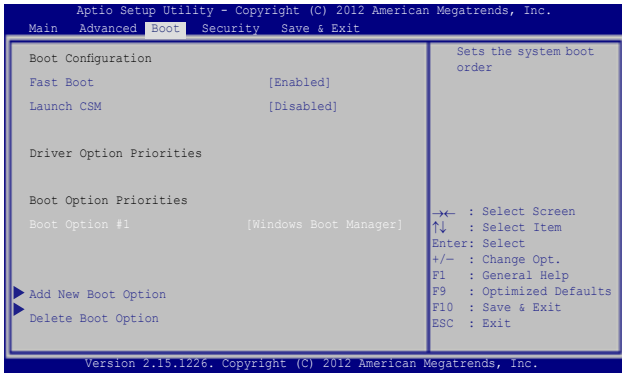 Aptio Setup Utility - Copyright (C) 2012 American Megatrends, Inc.
Main Advanced Boot Security Save & Exit
Boot Configuration
Fast Boot [Enabled]
Launch CSM [Disabled]
Driver Option Priorities
Boot Option Priorities
Boot Option #1 [Windows Boot Manager]
Add New Boot Option
Delete Boot Option
Sets the system boot
order
→← : Select Screen
↑↓ : Select Item
Enter: Select
+/— : Change Opt.
F1 : General Help
F9 : Optimized Defaults
F10 : Save & Exit
ESC : Exit
Version 2.15.1226. Copyright (C) 2012 American Megatrends, Inc.